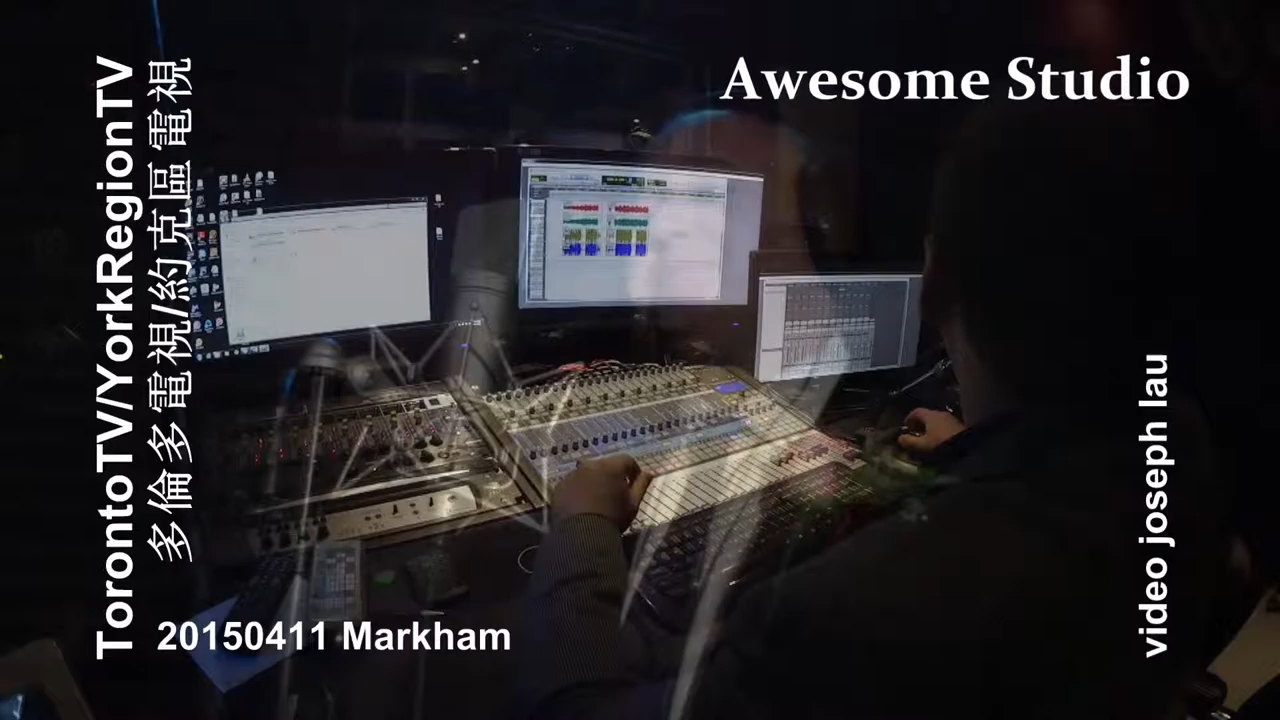 Awesome Studio
TorontoTV/YorkRegionTV
多倫多電視/約克區電視
20150411 Markham
video joseph lau